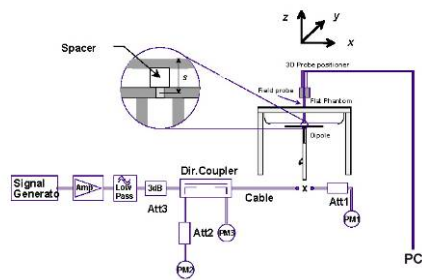 z
y
x
Spacer
s
3D Probe positioner
Field probe
Flat Phantom
Dipole
Dir.Coupler
Signal
Generato
Amp
Low
Pass
3dB
Att3
Cable
x
Att1
PM1
Att2
PM3
PM2
PC